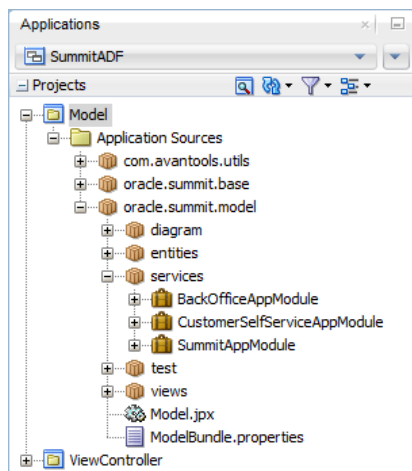 Applications
SummitADF
Projects
Model
Application Sources
com.avantools.utils
oracle.summit.base
oracle.summit.model
diagram
entities
services
BackOfficeAppModule
CustomerSelfServiceAppModule
SummitAppModule
test
views
Model.jpx
ModelBundle.properties
ViewController